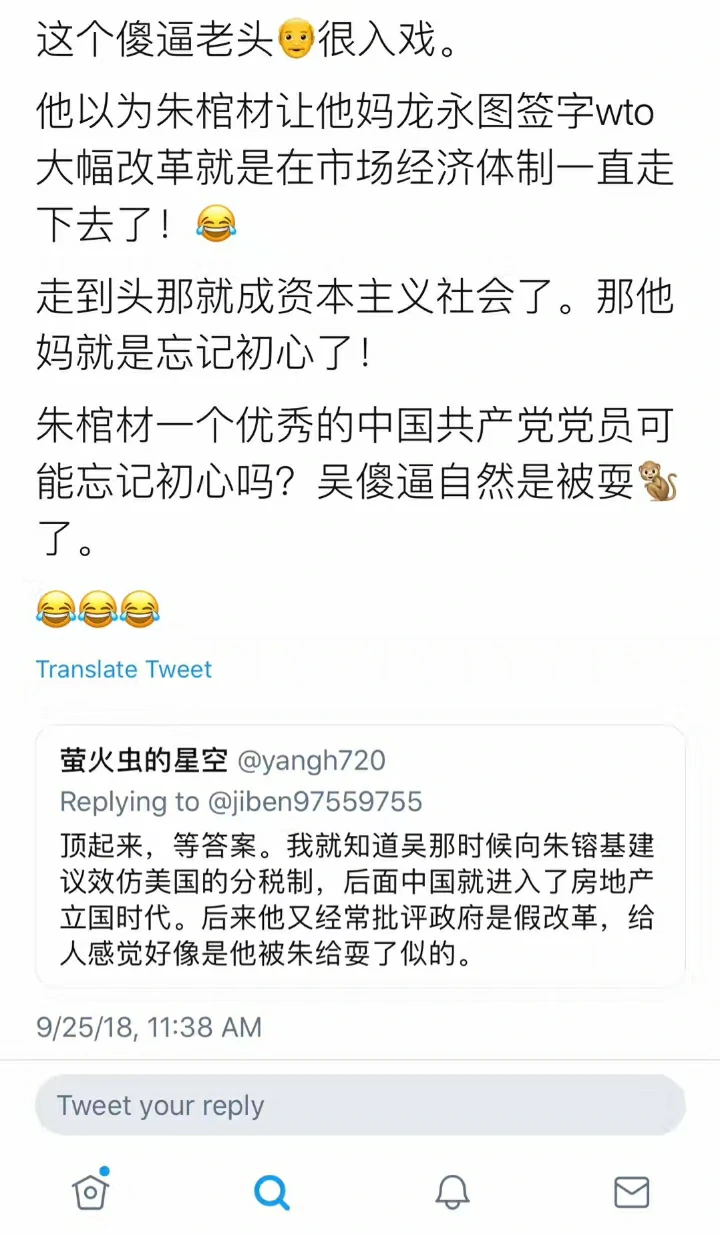 这个傻逼老头👴很入戏。
他以为朱棺材让他妈龙永图签字wto
大幅改革就是在市场经济体制一直走
下去了！😂
走到头那就成资本主义社会了。那他
妈就是忘记初心了！
朱棺材一个优秀的中国共产党党员可
能忘记初心吗？吴傻逼自然是被耍🐒
了。
😂😂😂
Translate Tweet
萤火虫的星空 @yangh720
Replying to @jiben97559755
顶起来，等答案。我就知道吴那时候向朱镕基建
议效仿美国的分税制，后面中国就进入了房地产
立国时代。后来他又经常批评政府是假改革，给
人感觉好像是他被朱给耍了似的。
9/25/18, 11:38 AM
Tweet your reply